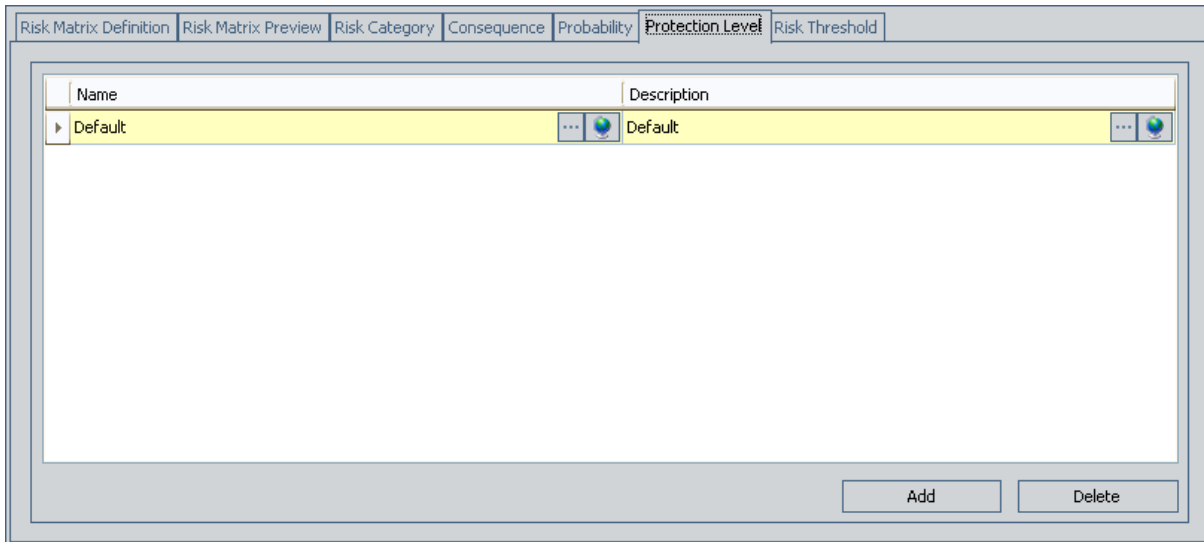 Risk Matrix Definition Risk Matrix Preview Risk Category Consequence Probability Protection Level Risk Threshold
Name Description
Default ... Default ...
Add Delete